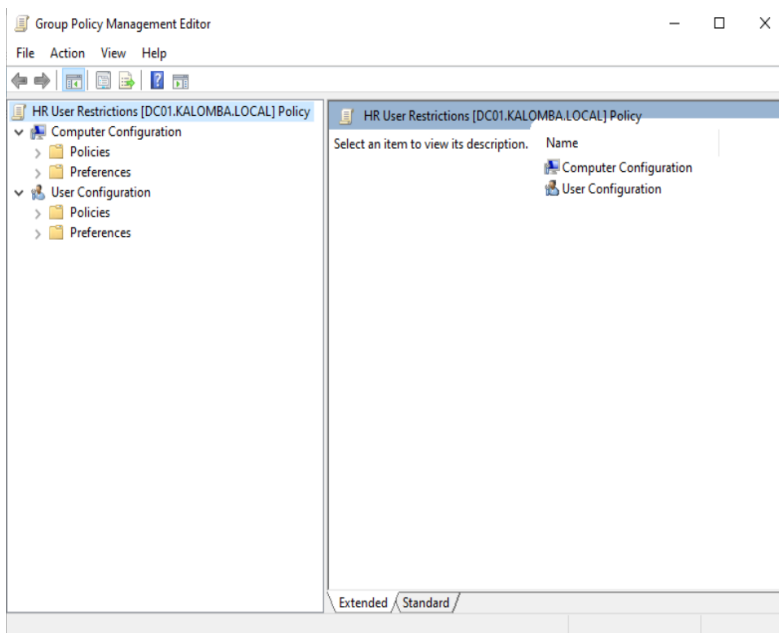 Group Policy Management Editor
File Action View Help
HR User Restrictions [DC01.KALOMBA.LOCAL] Policy
Computer Configuration
Policies
Preferences
User Configuration
Policies
Preferences
HR User Restrictions [DC01.KALOMBA.LOCAL] Policy
Select an item to view its description.
Name
Computer Configuration
User Configuration
Extended Standard